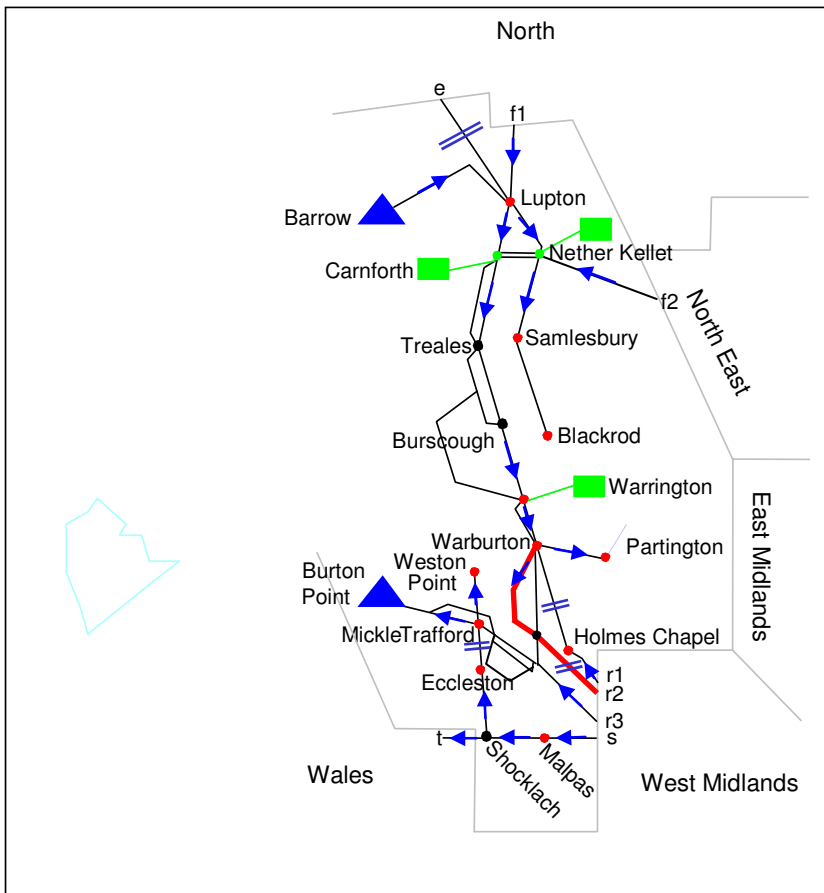 North
e
f1
Lupton
Barrow
Nether Kellet
Carnforth
f2
North East
Treales
Samlesbury
Burscough
Blackrod
Warrington
East Midlands
Warburton
Partington
Weston
Point
Burton
Point
MickleTrafford
Holmes Chapel
Eccleston
r1
r2
r3
t
s
Shocklach
Malpas
Wales
West Midlands